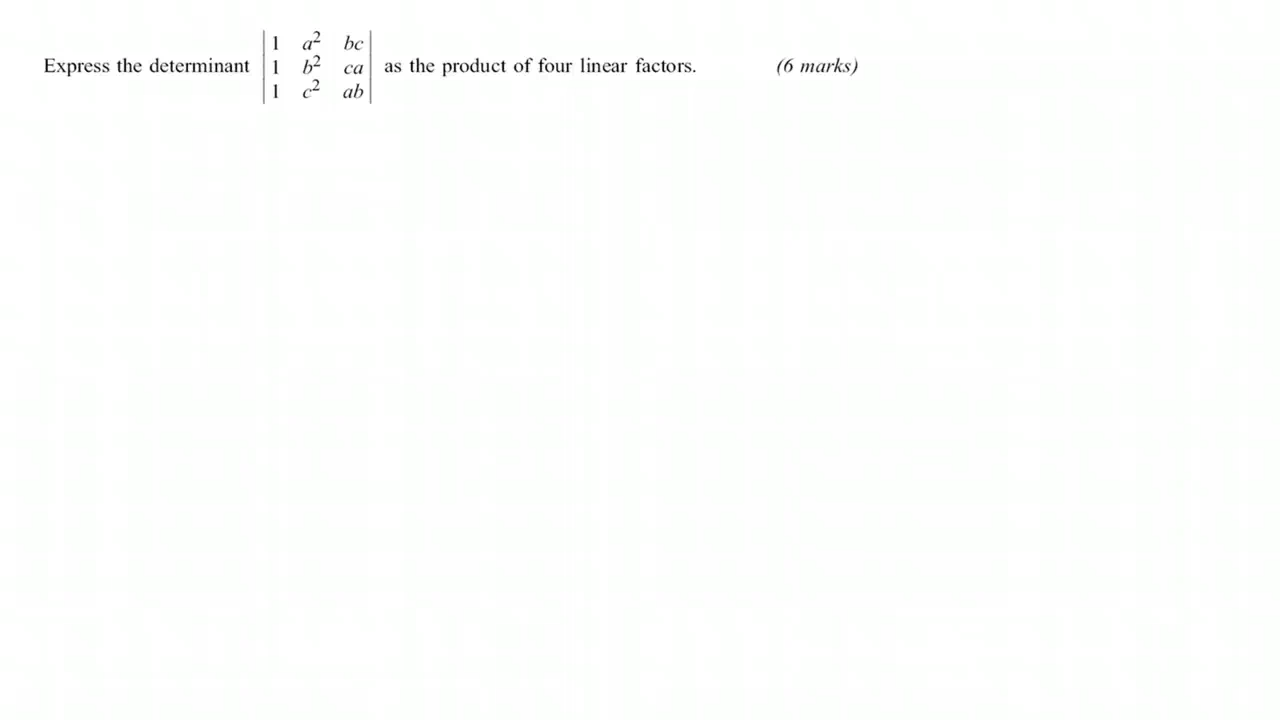 Express the determinant | 1 a² bc | as the product of four linear factors. (6 marks)
| 1 b² ca |
| 1 c² ab |